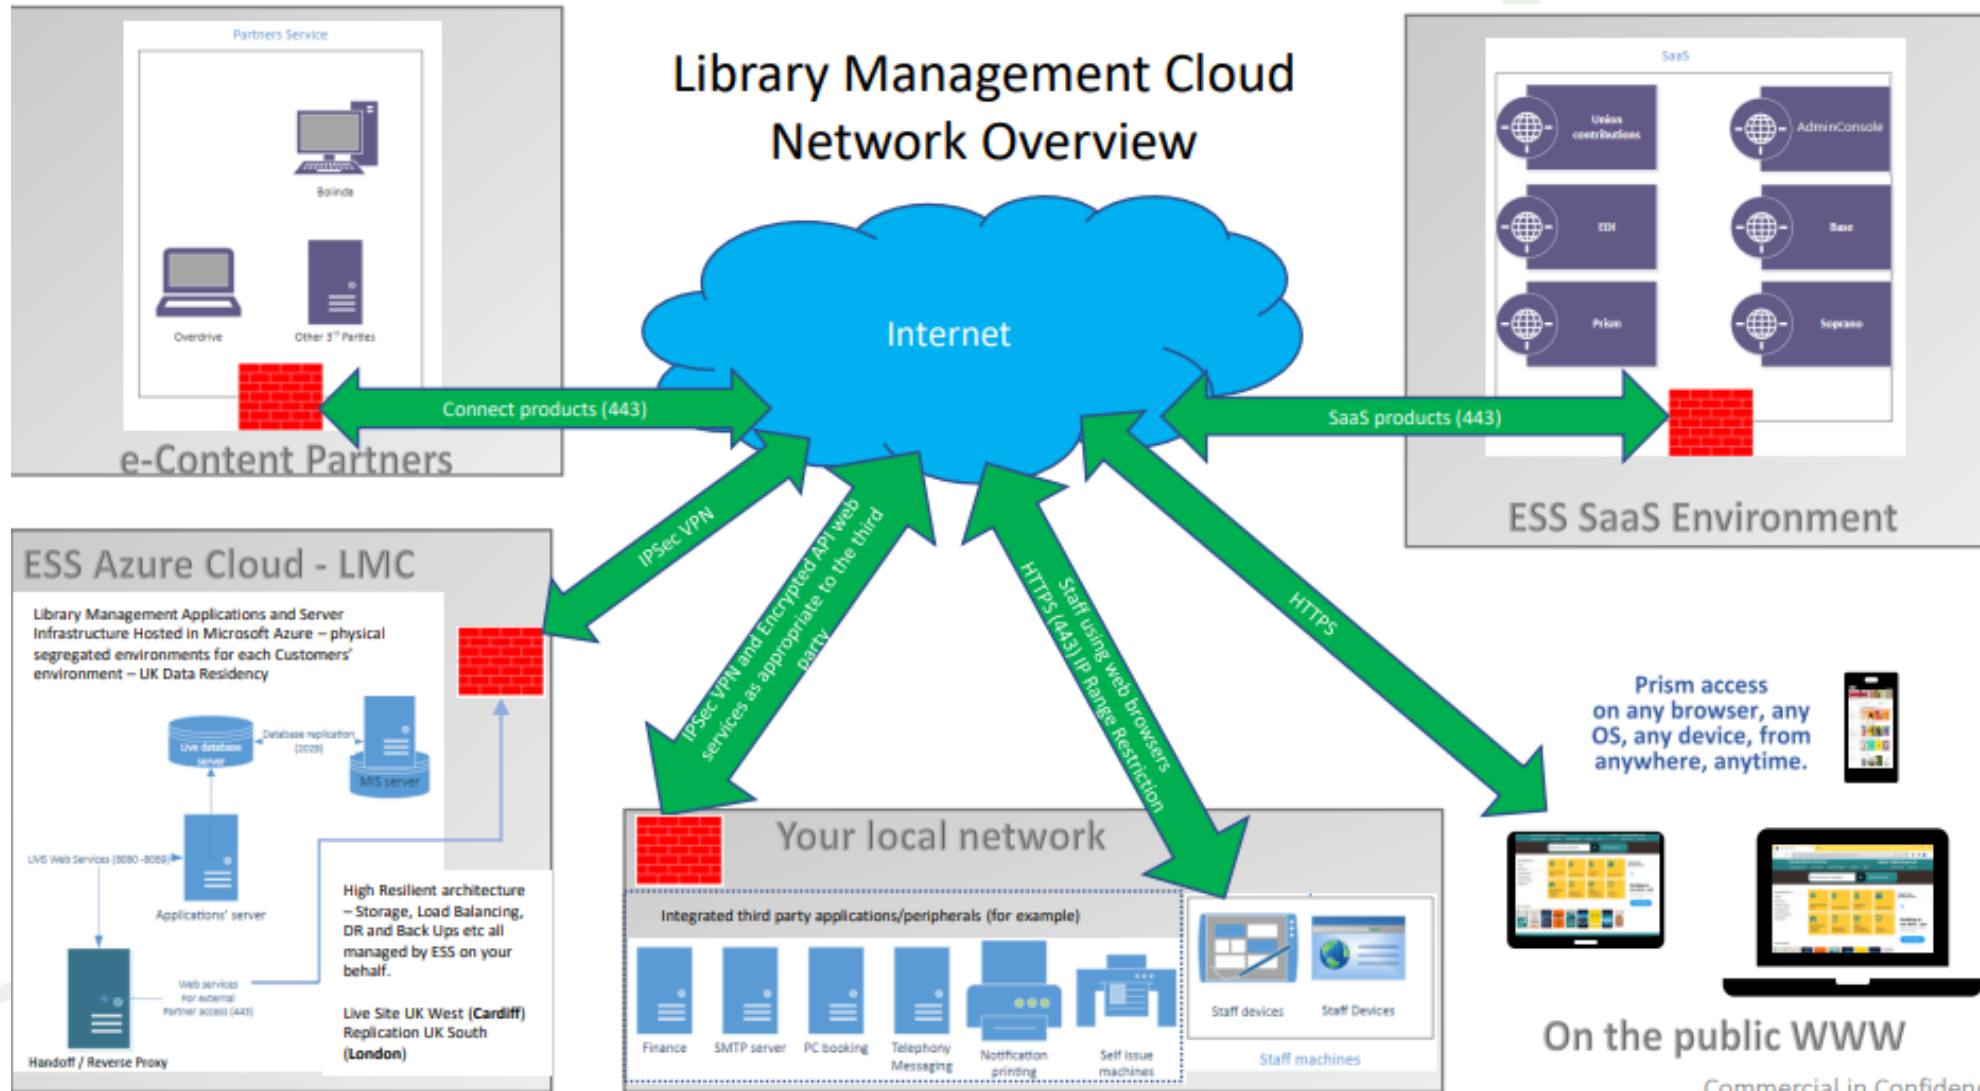 Library Management Cloud
Network Overview
Partners Service
Bolinda
Overdrive
Other 3rd Parties
e-Content Partners
Connect products (443)
Internet
SaaS products (443)
SaaS
Union
contributions
AdminConsole
EDI
Base
Prism
Soprano
ESS SaaS Environment
ESS Azure Cloud - LMC
Library Management Applications and Server
Infrastructure Hosted in Microsoft Azure – physical
segregated environments for each Customers'
environment – UK Data Residency
Live database
server
Database replication
(2029)
MIS server
LMS Web Services (8080 -8089)
Applications' server
Web services
For external
Partner access (443)
Handoff / Reverse Proxy
High Resilient architecture
– Storage, Load Balancing,
DR and Back Ups etc all
managed by ESS on your
behalf.
Live Site UK West (Cardiff)
Replication UK South
(London)
IPSec VPN
IPSec VPN and Encrypted API web
services as appropriate to the third
party
Staff using web browsers
HTTPS (443) IP Range Restriction
HTTPS
Your local network
Integrated third party applications/peripherals (for example)
Finance
SMTP server
PC booking
Telephony
Messaging
Notification
printing
Self issue
machines
Staff devices
Staff Devices
Staff machines
Prism access
on any browser, any
OS, any device, from
anywhere, anytime.
On the public WWW
Commercial in Confiden